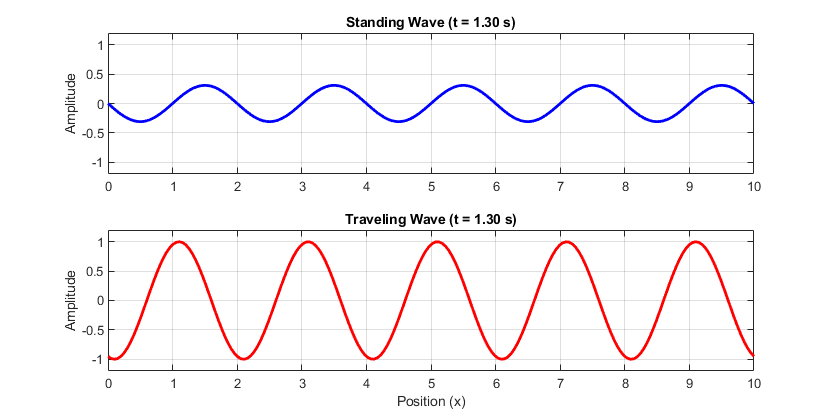 Standing Wave (t = 1.30 s)
Amplitude
1
0.5
0
-0.5
-1
0 1 2 3 4 5 6 7 8 9 10
Traveling Wave (t = 1.30 s)
Amplitude
1
0.5
0
-0.5
-1
0 1 2 3 4 5 6 7 8 9 10
Position (x)